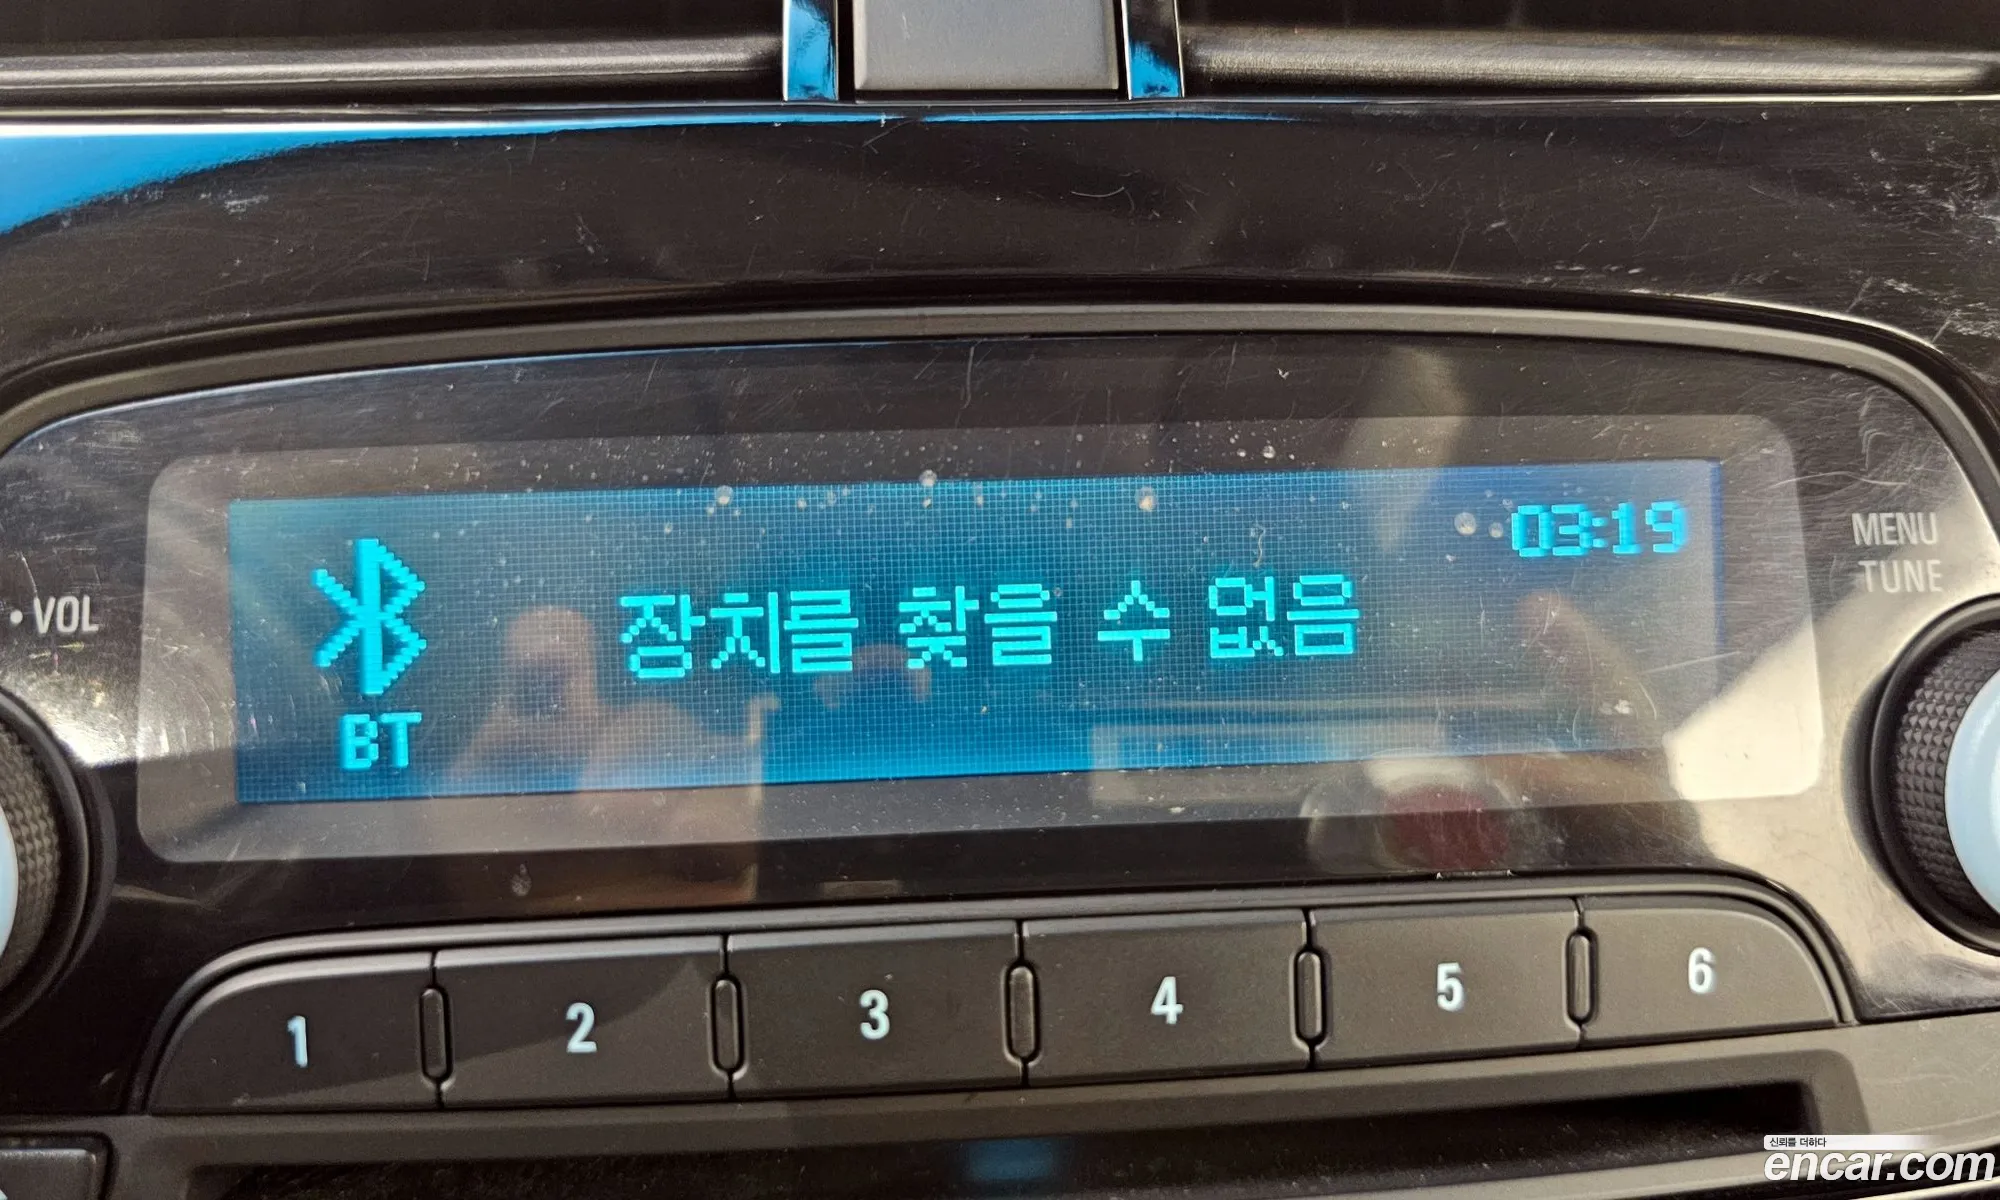 03:19
장치를 찾을 수 없음
BT
• VOL
MENU
TUNE
1 2 3 4 5 6
신뢰를 더하다
encar.com